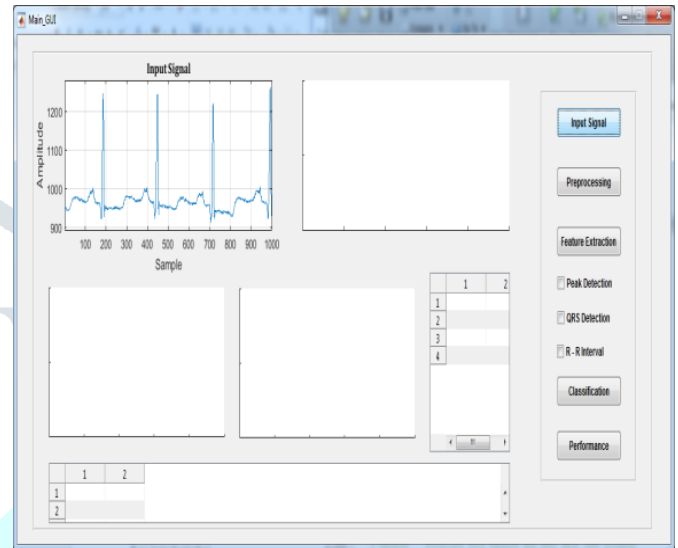 Main_GUI
Input Signal
1200
1100
1000
900
Amplitude
100 200 300 400 500 600 700 800 900 1000
Sample
Input Signal
Preprocessing
Feature Extraction
Peak Detection
QRS Detection
R - R Interval
Classification
Performance
1 2
1
2
3
4
1 2
1
2